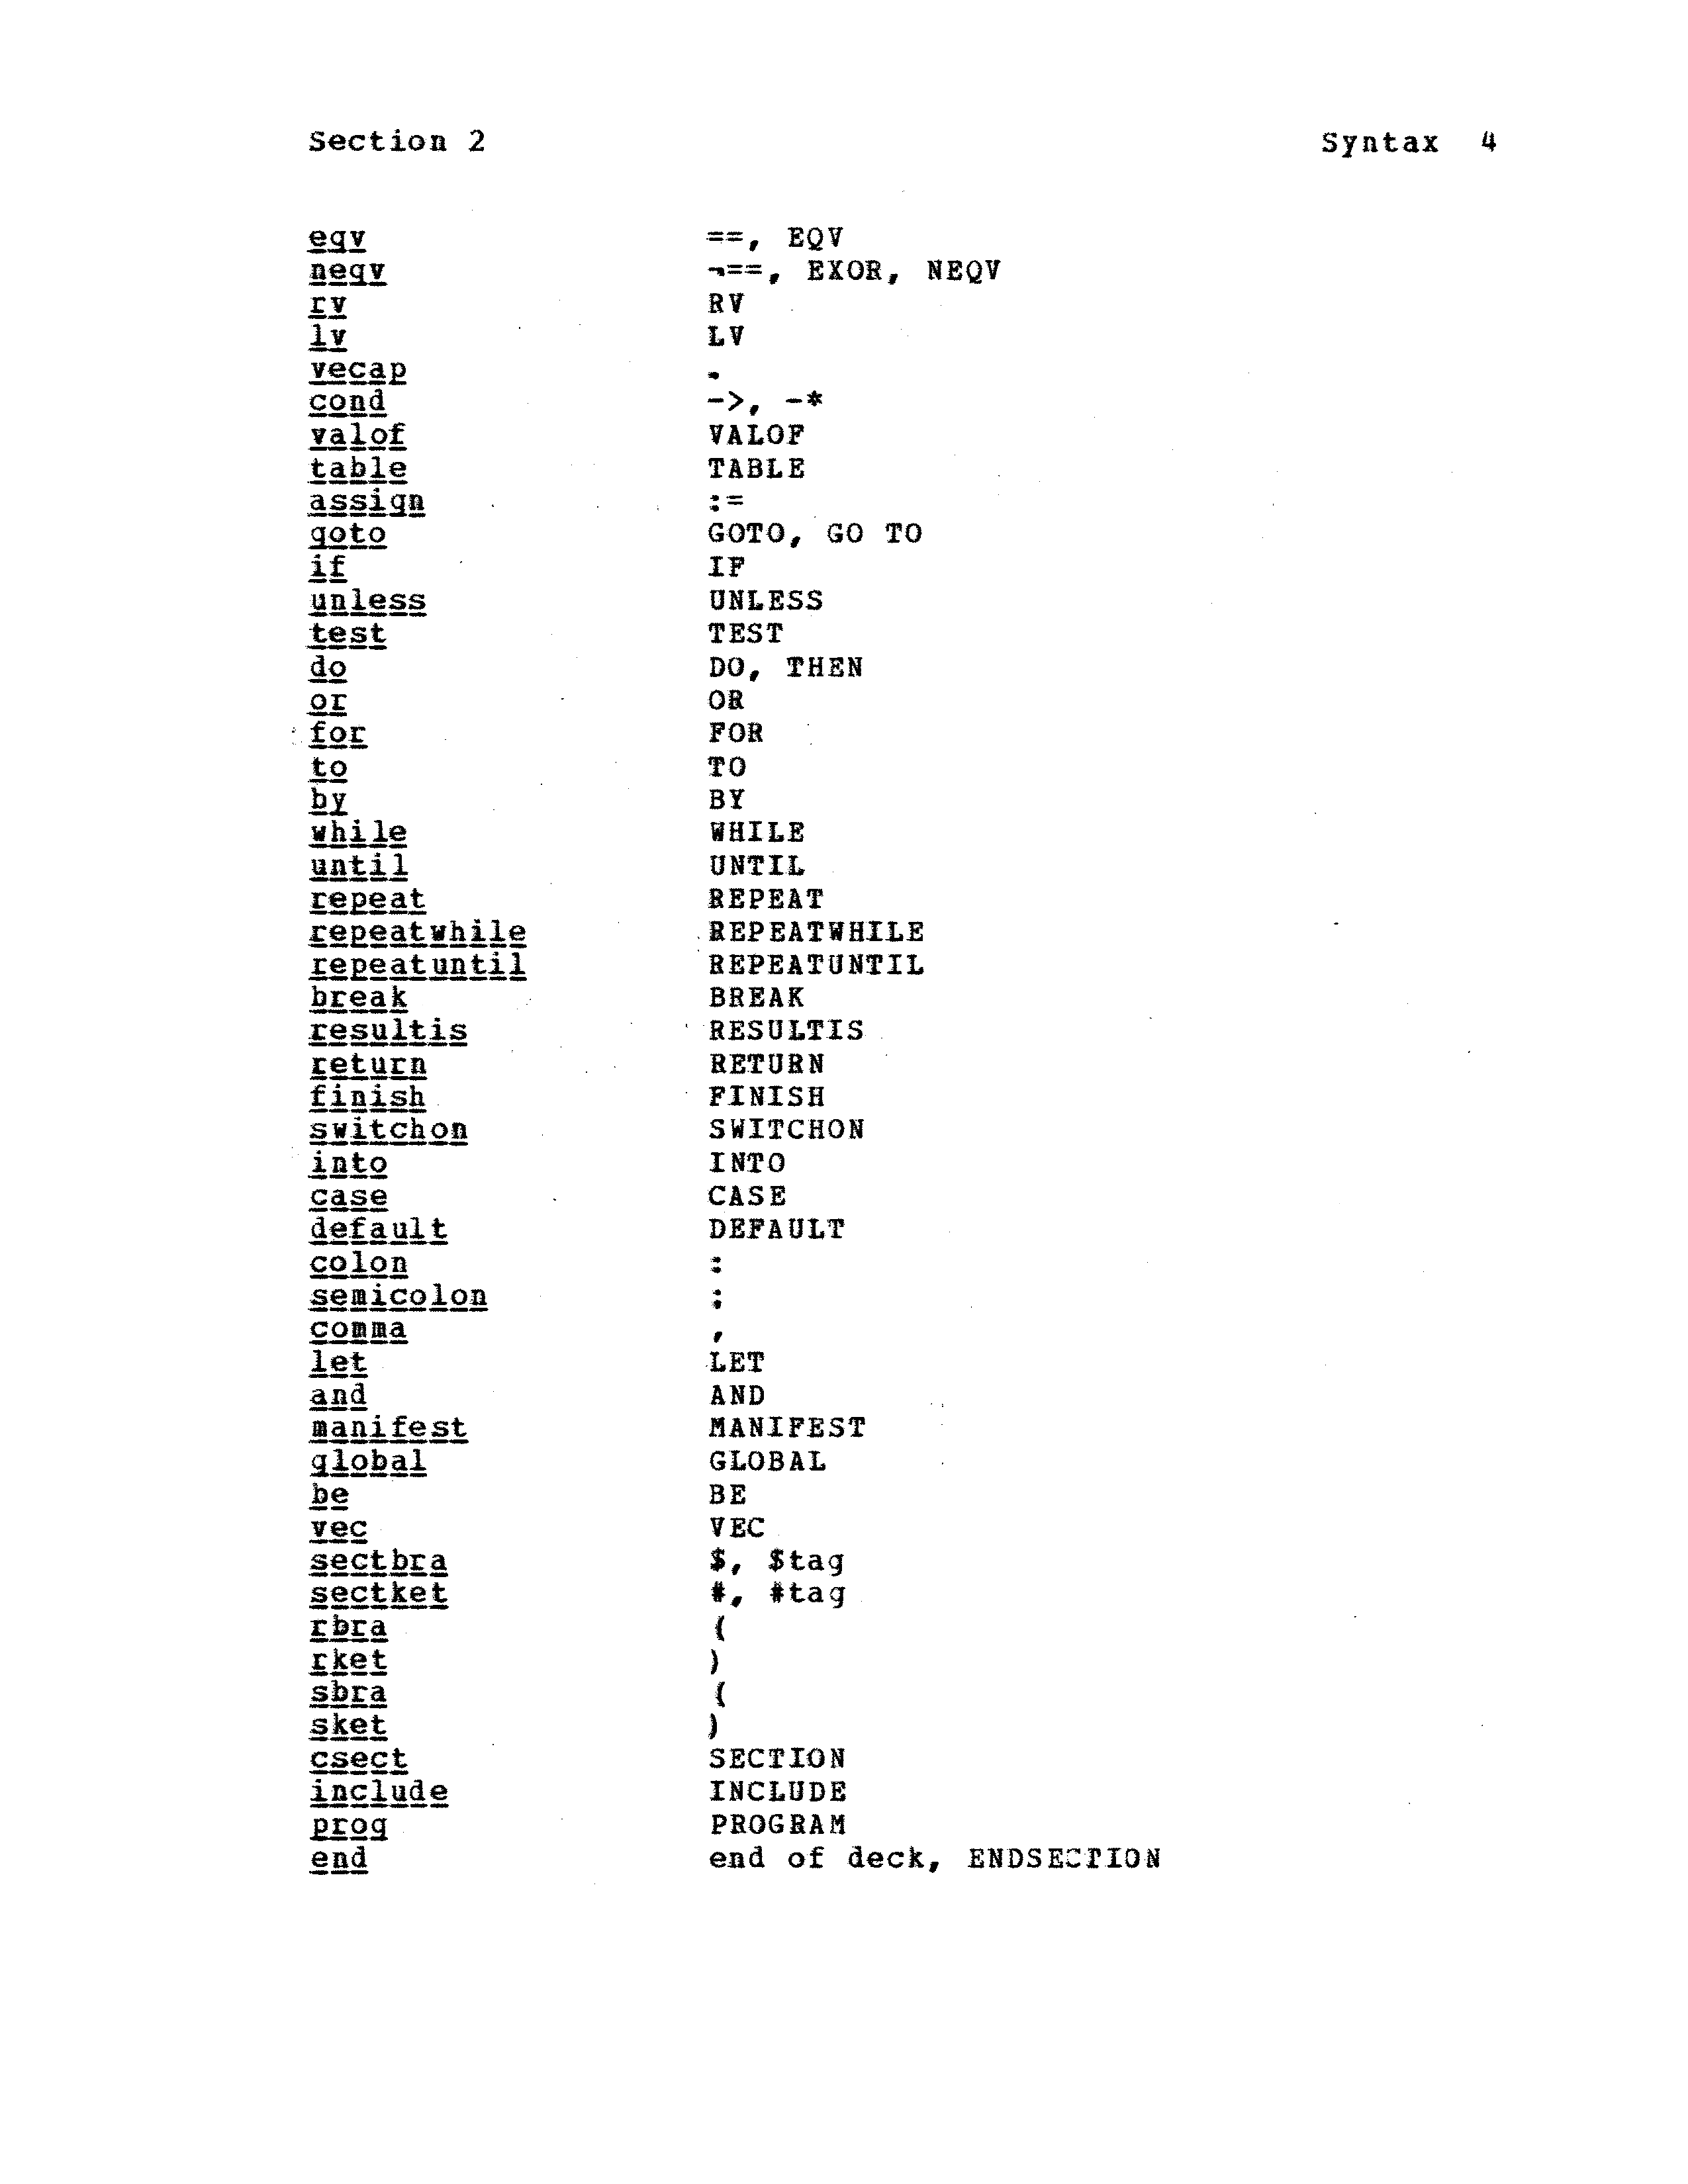 Section 2 Syntax 4
eqv ==, EQV
neqv ¬==, EXOR, NEQV
rv RV
lv LV
vecap .
cond ->, -*
valof VALOF
table TABLE
assign :=
goto GOTO, GO TO
if IF
unless UNLESS
test TEST
do DO, THEN
or OR
for FOR
to TO
by BY
while WHILE
until UNTIL
repeat REPEAT
repeatwhile REPEATWHILE
repeatuntil REPEATUNTIL
break BREAK
resultis RESULTIS
return RETURN
finish FINISH
switchon SWITCHON
into INTO
case CASE
default DEFAULT
colon :
semicolon ;
comma ,
let LET
and AND
manifest MANIFEST
global GLOBAL
be BE
vec VEC
sectbra $, $tag
sectket #, #tag
rbra (
rket )
sbra (
sket )
csect SECTION
include INCLUDE
prog PROGRAM
end end of deck, ENDSECTION